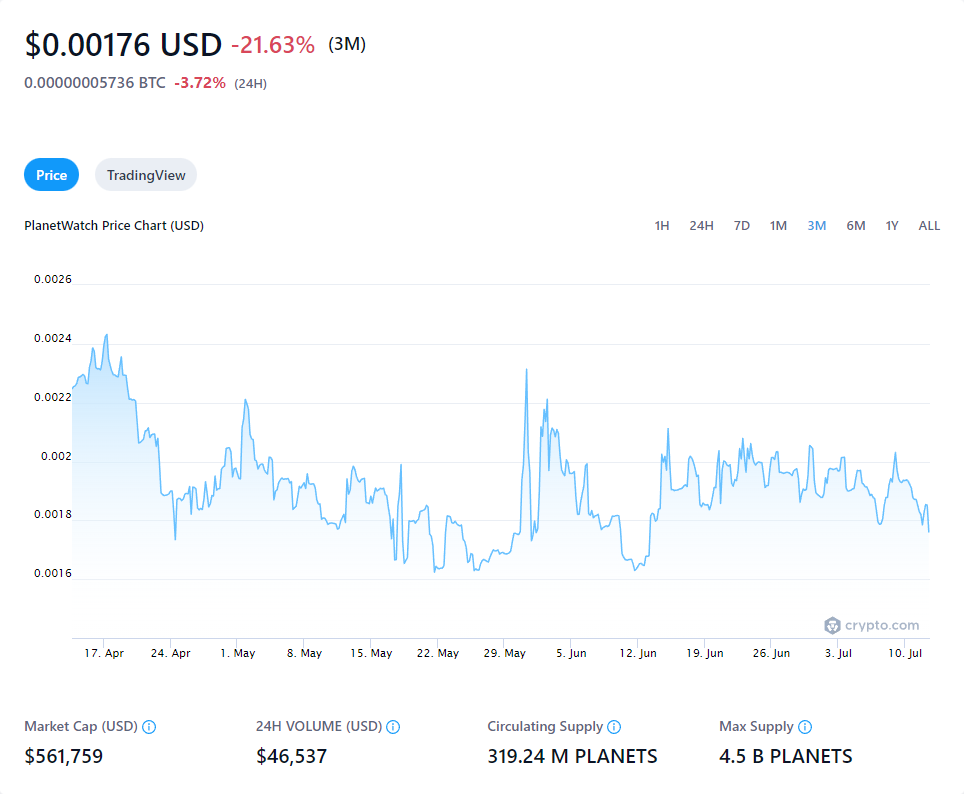 $0.00176 USD -21.63% (3M)
0.00000005736 BTC -3.72% (24H)
Price TradingView
PlanetWatch Price Chart (USD) 1H 24H 7D 1M 3M 6M 1Y ALL
0.0026
0.0024
0.0022
0.002
0.0018
0.0016
crypto.com
17. Apr 24. Apr 1. May 8. May 15. May 22. May 29. May 5. Jun 12. Jun 19. Jun 26. Jun 3. Jul 10. Jul
Market Cap (USD) 24H VOLUME (USD) Circulating Supply Max Supply
$561,759 $46,537 319.24 M PLANETS 4.5 B PLANETS